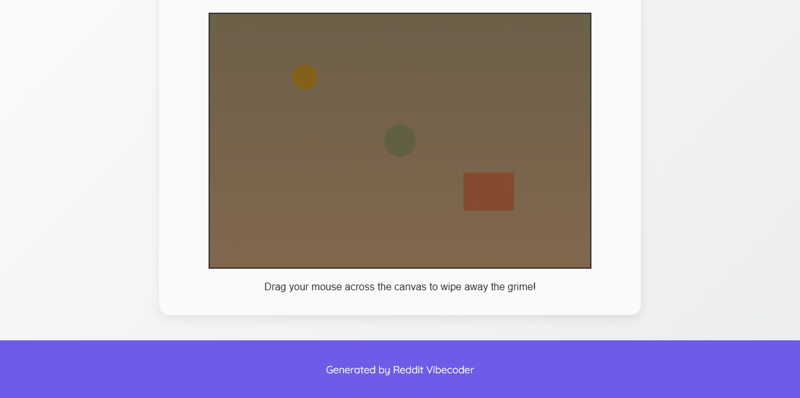 Drag your mouse across the canvas to wipe away the grime!
Generated by Reddit Vibecoder